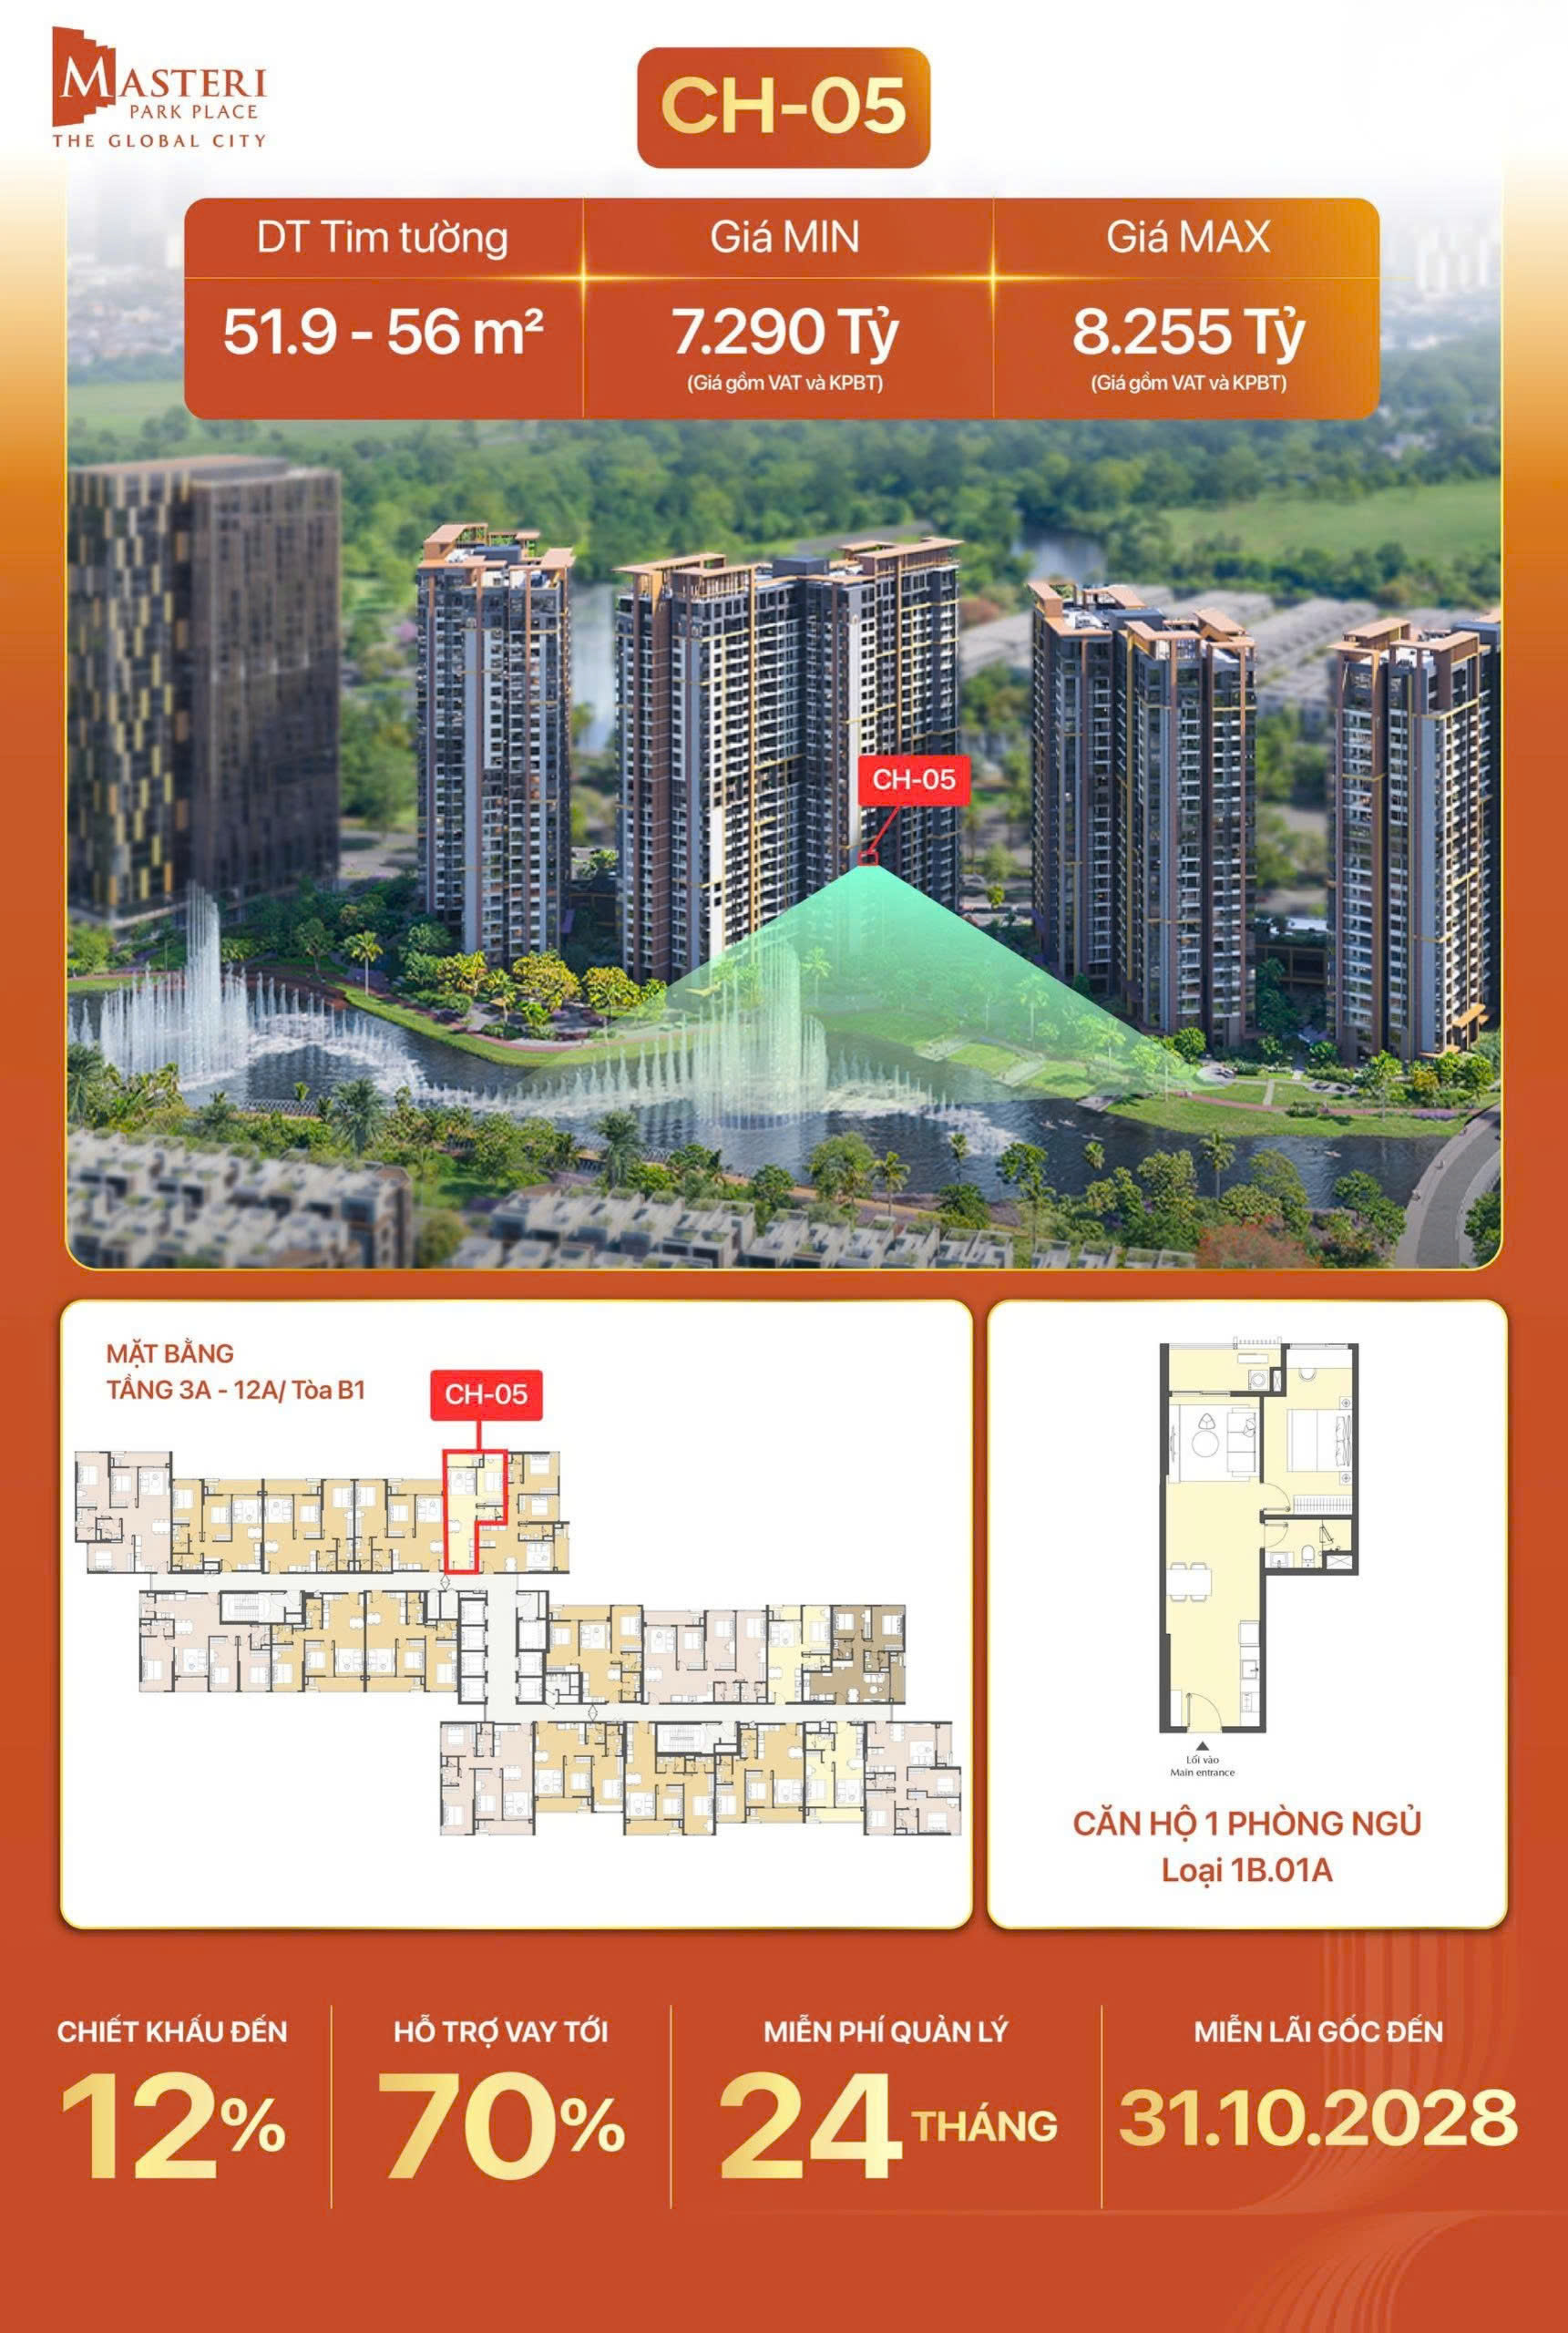 MASTERI
PARK PLACE
THE GLOBAL CITY
CH-05
DT Tim tường
Giá MIN
Giá MAX
51.9 - 56 m²
7.290 Tỷ
8.255 Tỷ
(Giá gồm VAT và KPBT)
(Giá gồm VAT và KPBT)
CH-05
MẶT BẰNG
TẦNG 3A - 12A/ Tòa B1
CH-05
Lối vào
Main entrance
CĂN HỘ 1 PHÒNG NGỦ
Loại 1B.01A
CHIẾT KHẤU ĐẾN
12%
HỖ TRỢ VAY TỚI
70%
MIỄN PHÍ QUẢN LÝ
24 THÁNG
MIỄN LÃI GỐC ĐẾN
31.10.2028